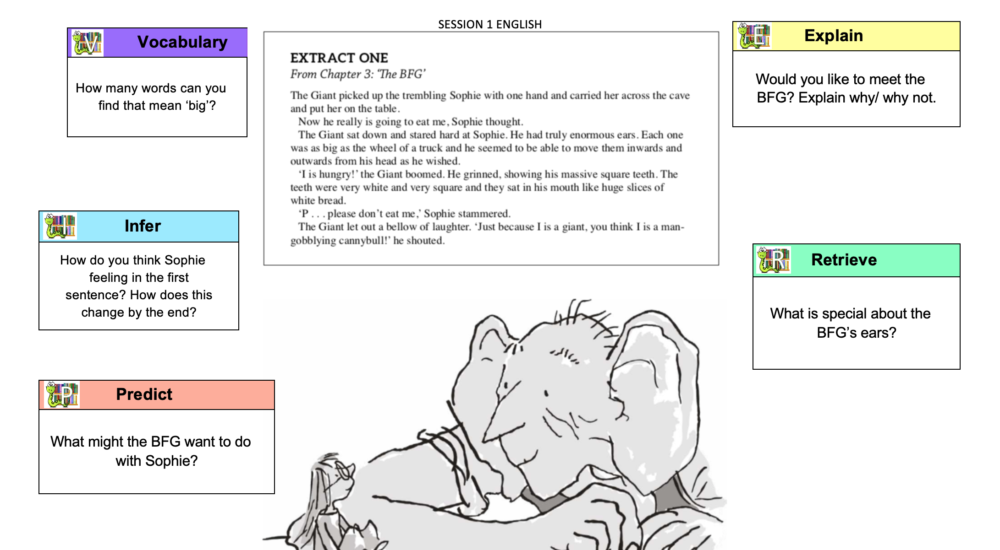 SESSION 1 ENGLISH
V
Vocabulary
How many words can you
find that mean ‘big’?
EXTRACT ONE
From Chapter 3: ‘The BFG’
The Giant picked up the trembling Sophie with one hand and carried her across the cave
and put her on the table.
Now he really is going to eat me, Sophie thought.
The Giant sat down and stared hard at Sophie. He had truly enormous ears. Each one
was as big as the wheel of a truck and he seemed to be able to move them inwards and
outwards from his head as he wished.
‘I is hungry!’ the Giant boomed. He grinned, showing his massive square teeth. The
teeth were very white and very square and they sat in his mouth like huge slices of
white bread.
‘P . . . please don’t eat me,’ Sophie stammered.
The Giant let out a bellow of laughter. ‘Just because I is a giant, you think I is a man-
gobblying cannybull!’ he shouted.
E
Explain
Would you like to meet the
BFG? Explain why/ why not.
I
Infer
How do you think Sophie
feeling in the first
sentence? How does this
change by the end?
R
Retrieve
What is special about the
BFG’s ears?
P
Predict
What might the BFG want to do
with Sophie?